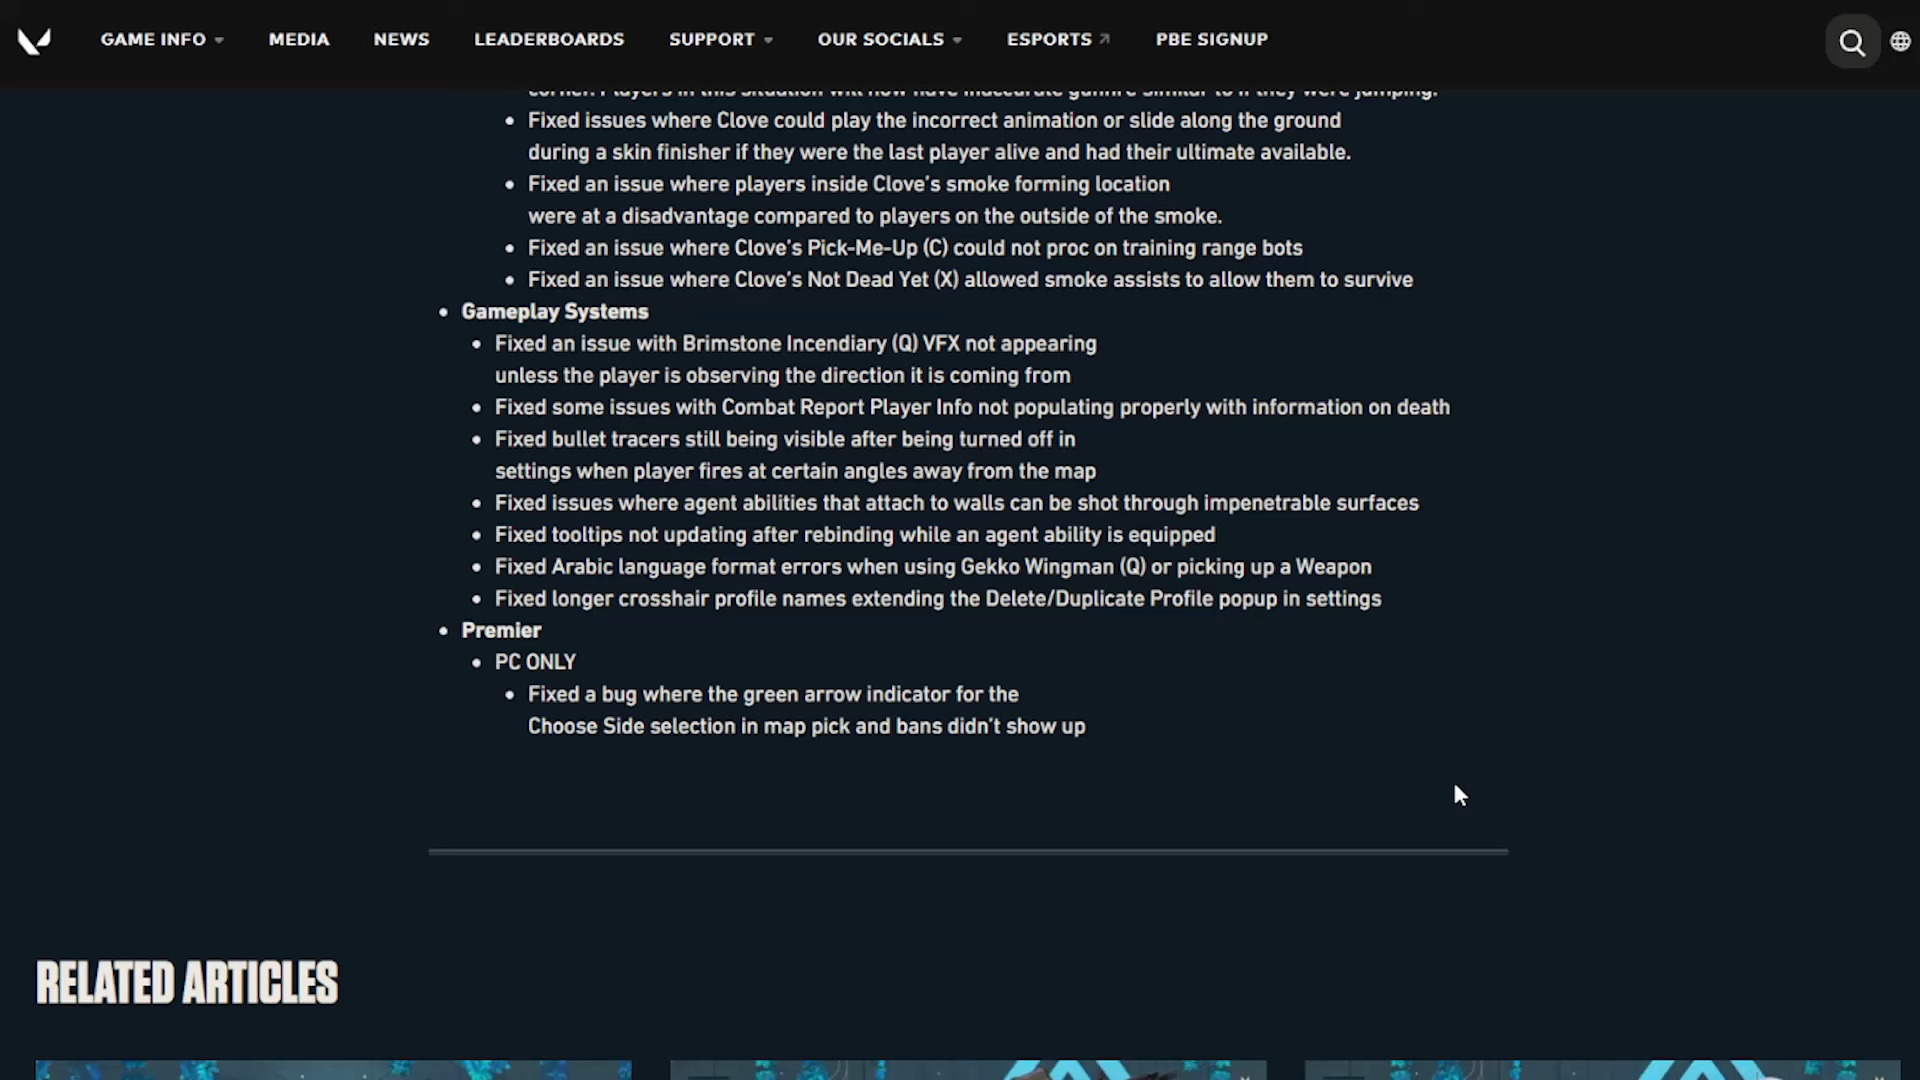 GAME INFO
MEDIA
NEWS
LEADERBOARDS
SUPPORT
OUR SOCIALS
ESPORTS
PBE SIGNUP
corner. Players in this situation will now have inaccurate gunfire similar to if they were jumping.
Fixed issues where Clove could play the incorrect animation or slide along the ground
during a skin finisher if they were the last player alive and had their ultimate available.
Fixed an issue where players inside Clove’s smoke forming location
were at a disadvantage compared to players on the outside of the smoke.
Fixed an issue where Clove’s Pick-Me-Up (C) could not proc on training range bots
Fixed an issue where Clove’s Not Dead Yet (X) allowed smoke assists to allow them to survive
Gameplay Systems
Fixed an issue with Brimstone Incendiary (Q) VFX not appearing
unless the player is observing the direction it is coming from
Fixed some issues with Combat Report Player Info not populating properly with information on death
Fixed bullet tracers still being visible after being turned off in
settings when player fires at certain angles away from the map
Fixed issues where agent abilities that attach to walls can be shot through impenetrable surfaces
Fixed tooltips not updating after rebinding while an agent ability is equipped
Fixed Arabic language format errors when using Gekko Wingman (Q) or picking up a Weapon
Fixed longer crosshair profile names extending the Delete/Duplicate Profile popup in settings
Premier
PC ONLY
Fixed a bug where the green arrow indicator for the
Choose Side selection in map pick and bans didn’t show up
RELATED ARTICLES